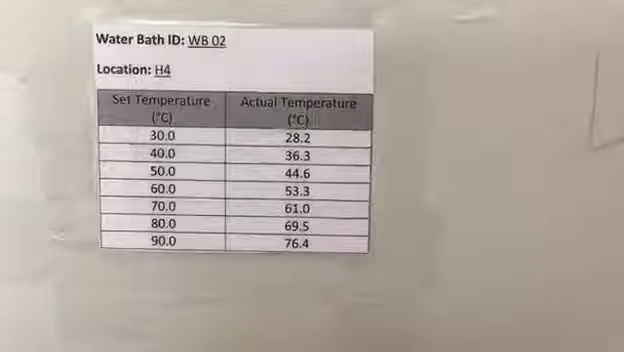 Water Bath ID: WB 02
Location: H4
Set Temperature (°C) Actual Temperature (°C)
30.0 28.2
40.0 36.3
50.0 44.6
60.0 53.3
70.0 61.0
80.0 69.5
90.0 76.4